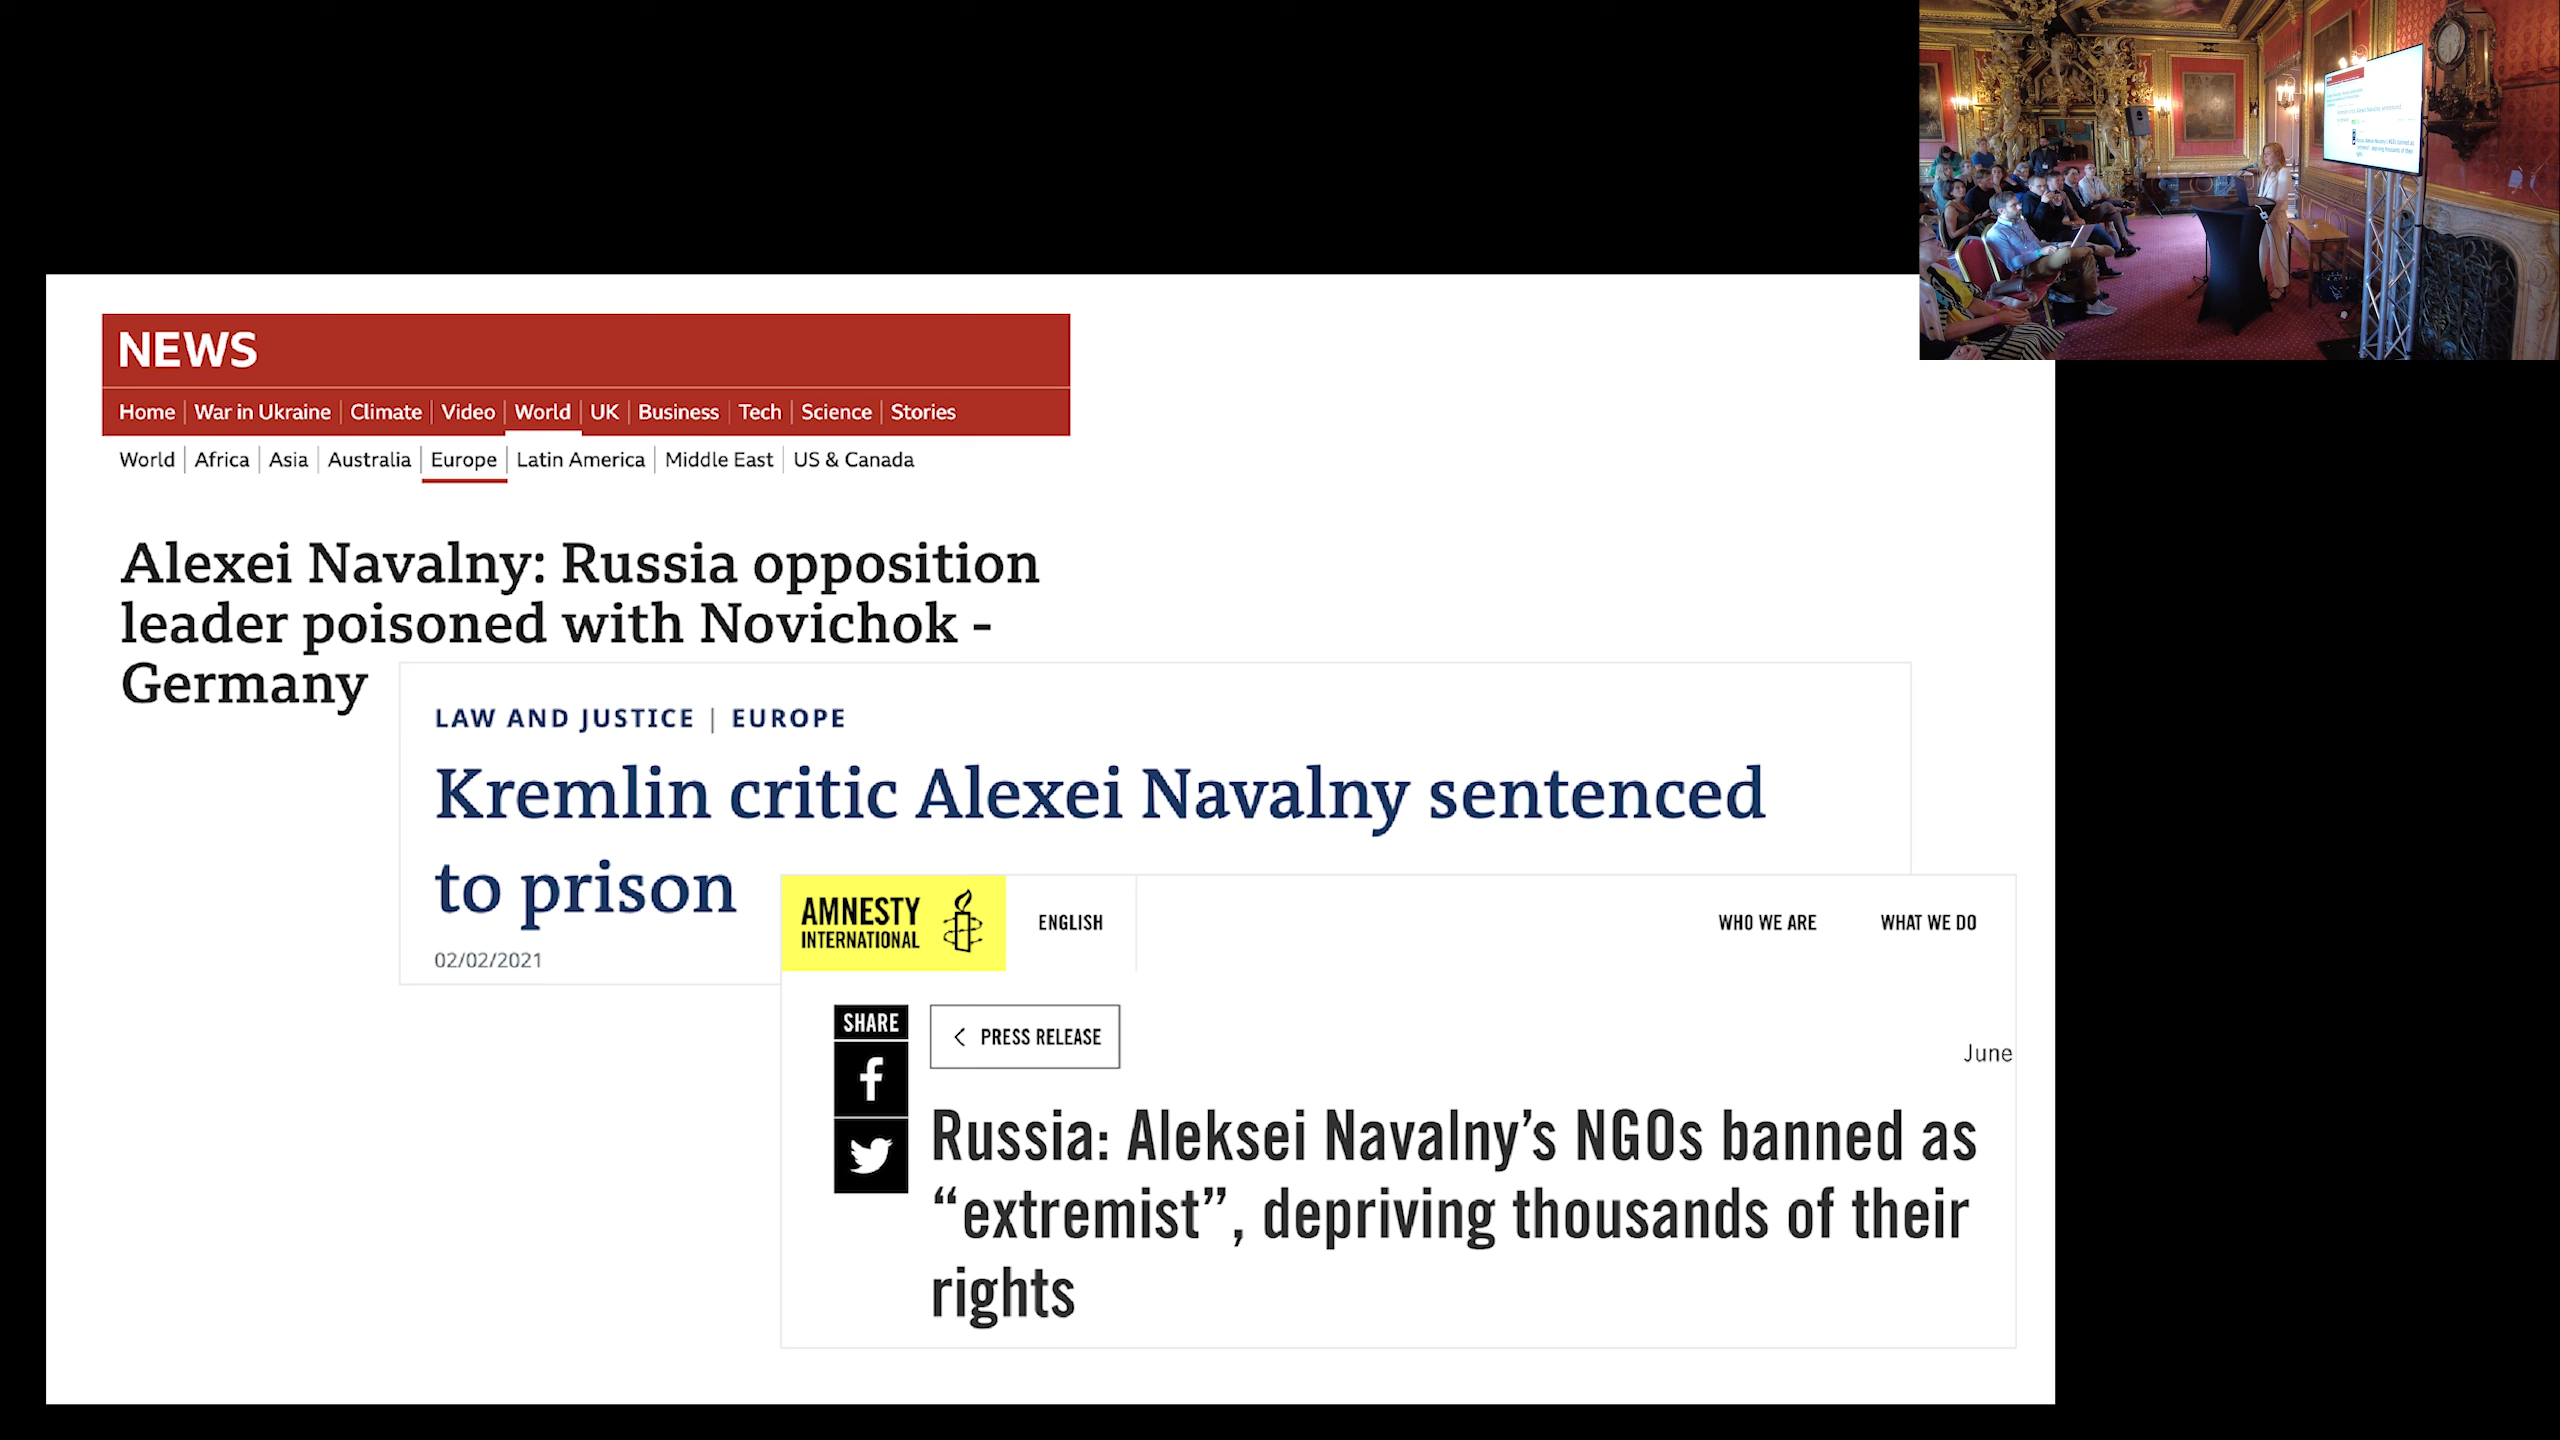 NEWS
Home War in Ukraine Climate Video World UK Business Tech Science Stories
World Africa Asia Australia Europe Latin America Middle East US & Canada
Alexei Navalny: Russia opposition
leader poisoned with Novichok -
Germany
LAW AND JUSTICE | EUROPE
Kremlin critic Alexei Navalny sentenced
to prison
02/02/2021
AMNESTY
INTERNATIONAL
ENGLISH
WHO WE ARE
WHAT WE DO
SHARE
PRESS RELEASE
June
Russia: Aleksei Navalny’s NGOs banned as
“extremist”, depriving thousands of their
rights